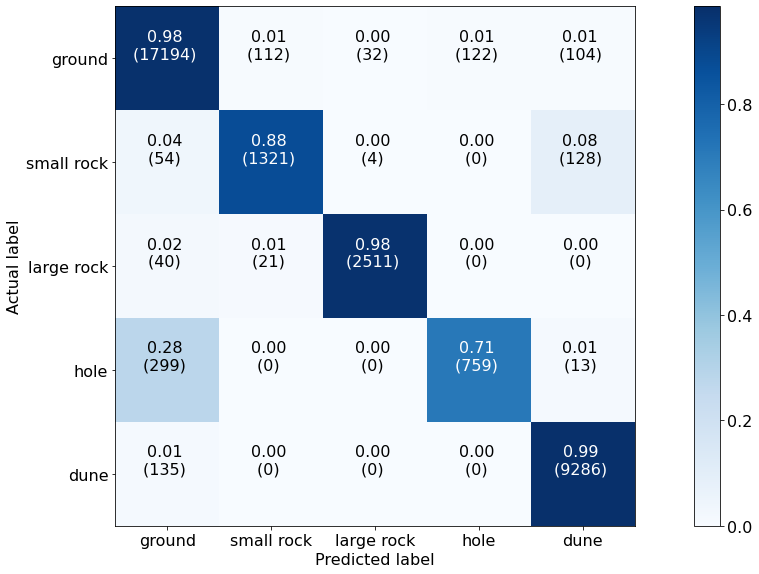 0.98 0.01 0.00 0.01 0.01
ground (17194) (112) (32) (122) (104)
0.8
0.04 0.88 0.00 0.00 0.08
small rock (54) (1321) (4) (0) (128)
0.6
0.02 0.01 0.98 0.00 0.00
large rock (40) (21) (2511) (0) (0)
Actual label
0.4
0.28 0.00 0.00 0.71 0.01
hole (299) (0) (0) (759) (13)
0.2
0.01 0.00 0.00 0.00 0.99
dune (135) (0) (0) (0) (9286)
0.0
ground small rock large rock hole dune
Predicted label